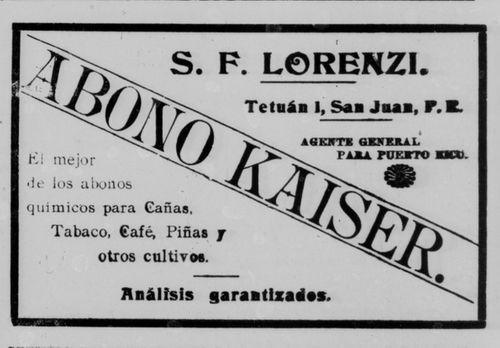 S. F. LORENZI.
Tetuán 1, San Juan, P. R.
AGENTE GENERAL
PARA PUERTO RICO.
ABONO KAISER.
El mejor
de los abonos
químicos para Cañas,
Tabaco, Café, Piñas y
otros cultivos.
Análisis garantizados.